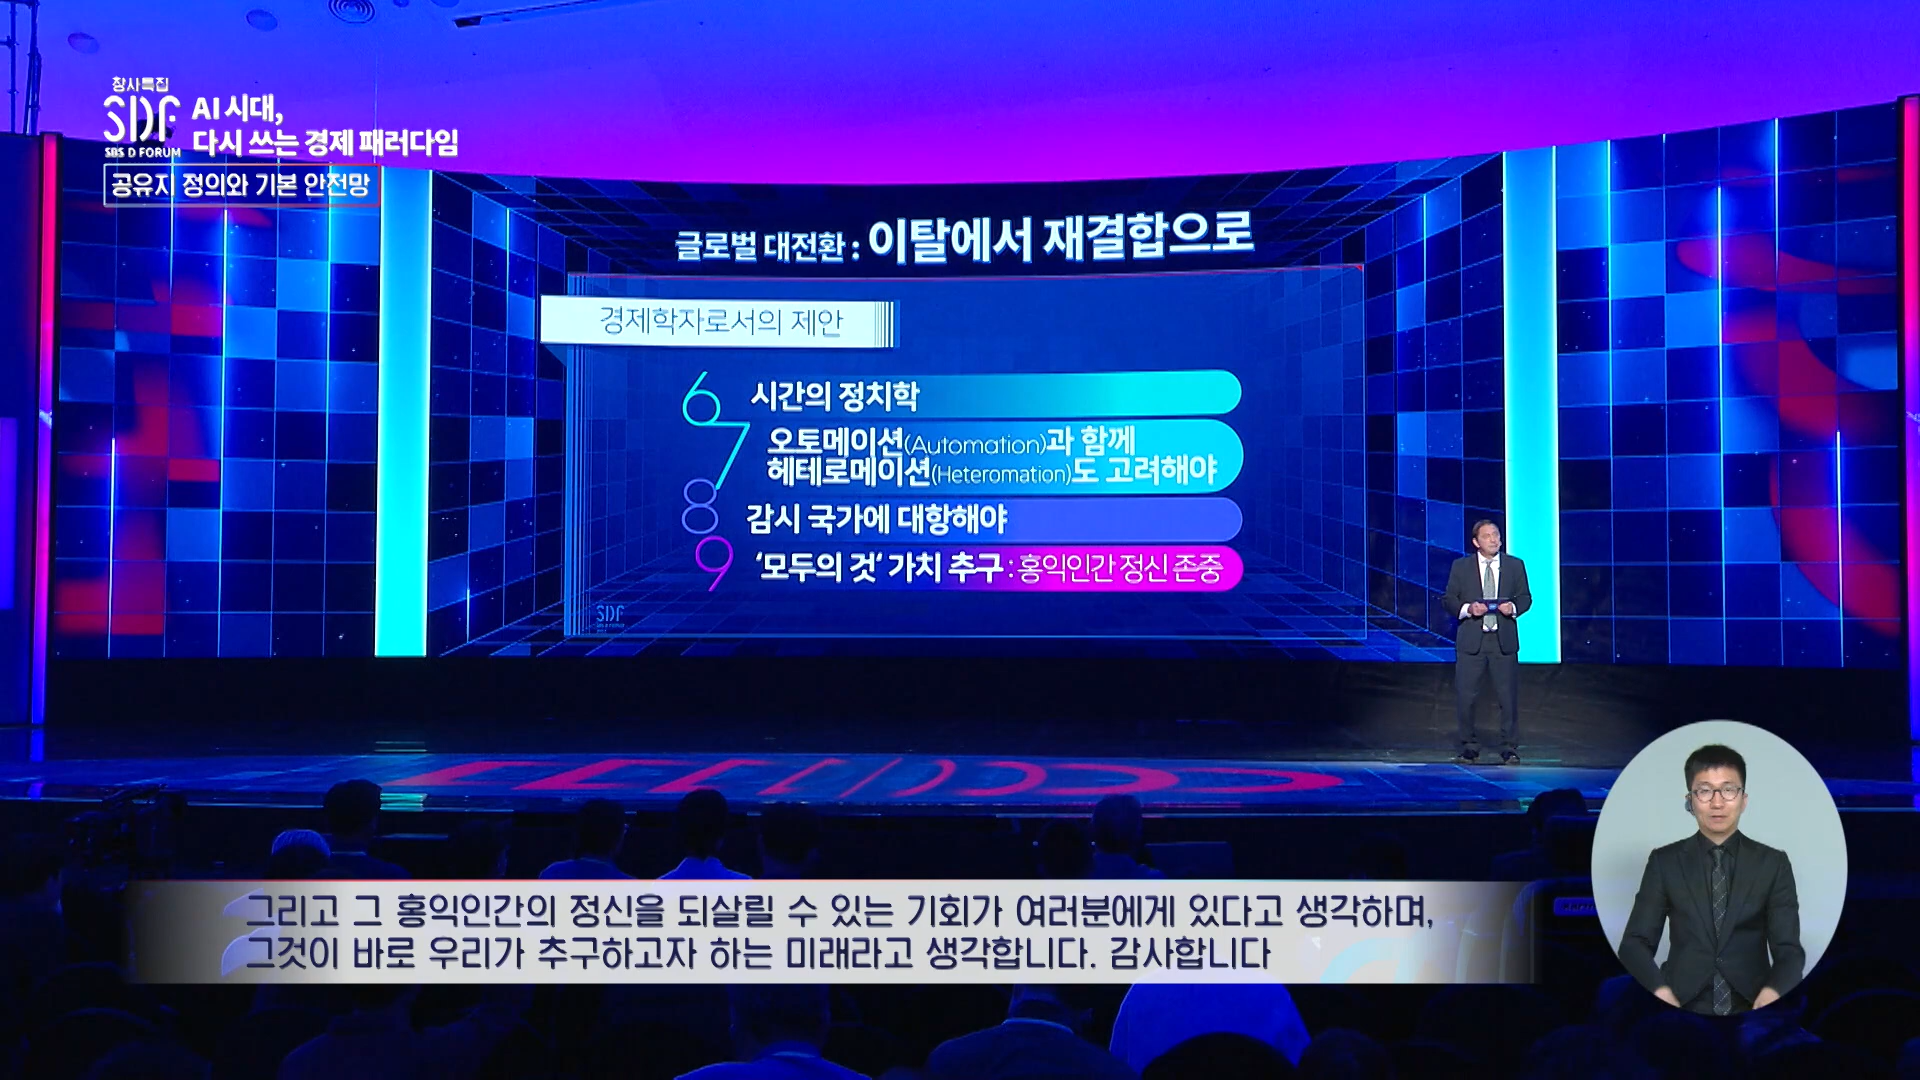 창사특집
SDF
SBS D FORUM
AI 시대,
다시 쓰는 경제 패러다임
공유지 정의와 기본 안전망
글로벌 대전환 : 이탈에서 재결합으로
경제학자로서의 제안
6 시간의 정치학
7 오토메이션(Automation)과 함께
헤테로메이션(Heteromation)도 고려해야
8 감시 국가에 대항해야
9 '모두의 것' 가치 추구 : 홍익인간 정신 존중
SDF
SBS D FORUM
그리고 그 홍익인간의 정신을 되살릴 수 있는 기회가 여러분에게 있다고 생각하며,
그것이 바로 우리가 추구하고자 하는 미래라고 생각합니다. 감사합니다